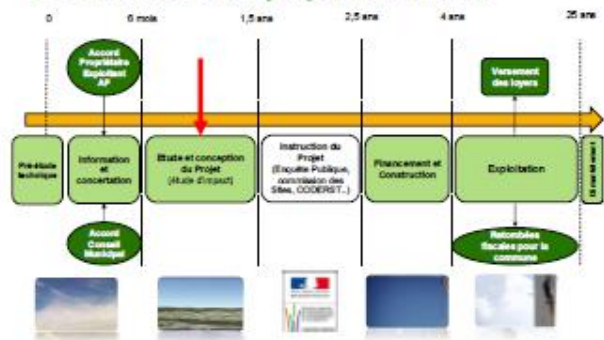 0
6 mois
1,5 ans
2,5 ans
4 ans
25 ans
Accord
Propriétaire
Exploitant
AF
Versement
des loyers
Pré-étude
technique
Information
et
concertation
Etude et conception
du Projet
(étude d'impact)
Instruction du
Projet
(Enquête Publique,
commission des
Sites, CODERST..)
Financement et
Construction
Exploitation
Démantèlement
Accord
Conseil
Municipal
Retombées
fiscales pour la
commune